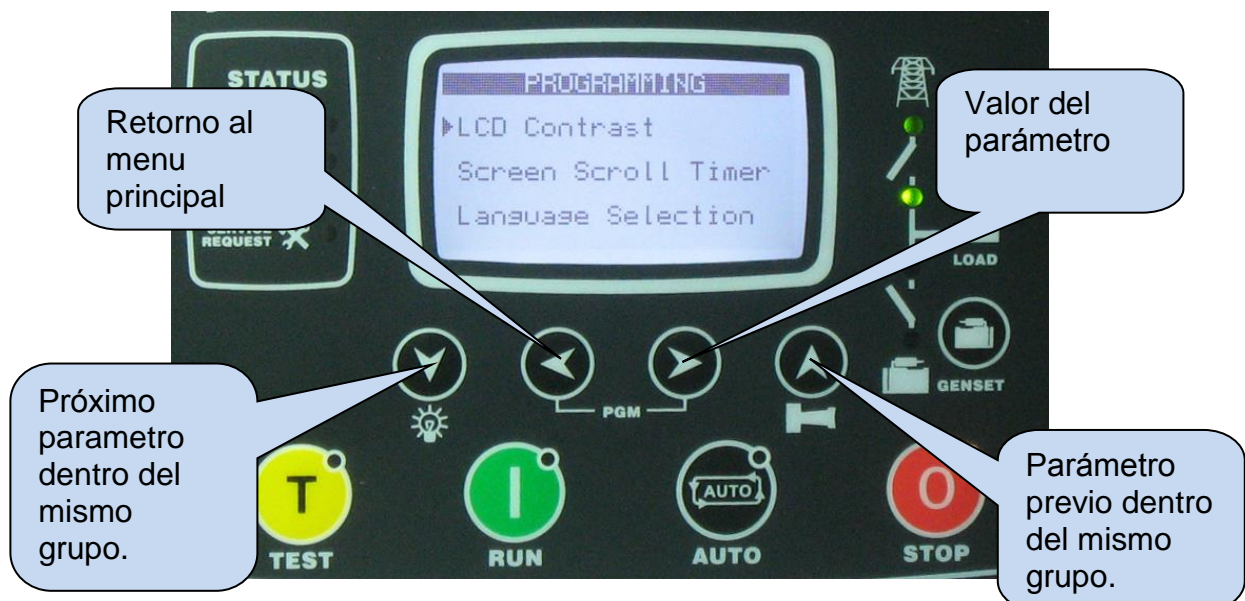 STATUS
PROGRAMMING
LCD Contrast
Screen Scroll Timer
Language Selection
Retorno al
menu
principal
Valor del
parámetro
REQUEST
LOAD
PGM
GENSET
Próximo
parametro
dentro del
mismo
grupo.
Parámetro
previo dentro
del mismo
grupo.
T
TEST
I
RUN
AUTO
AUTO
O
STOP